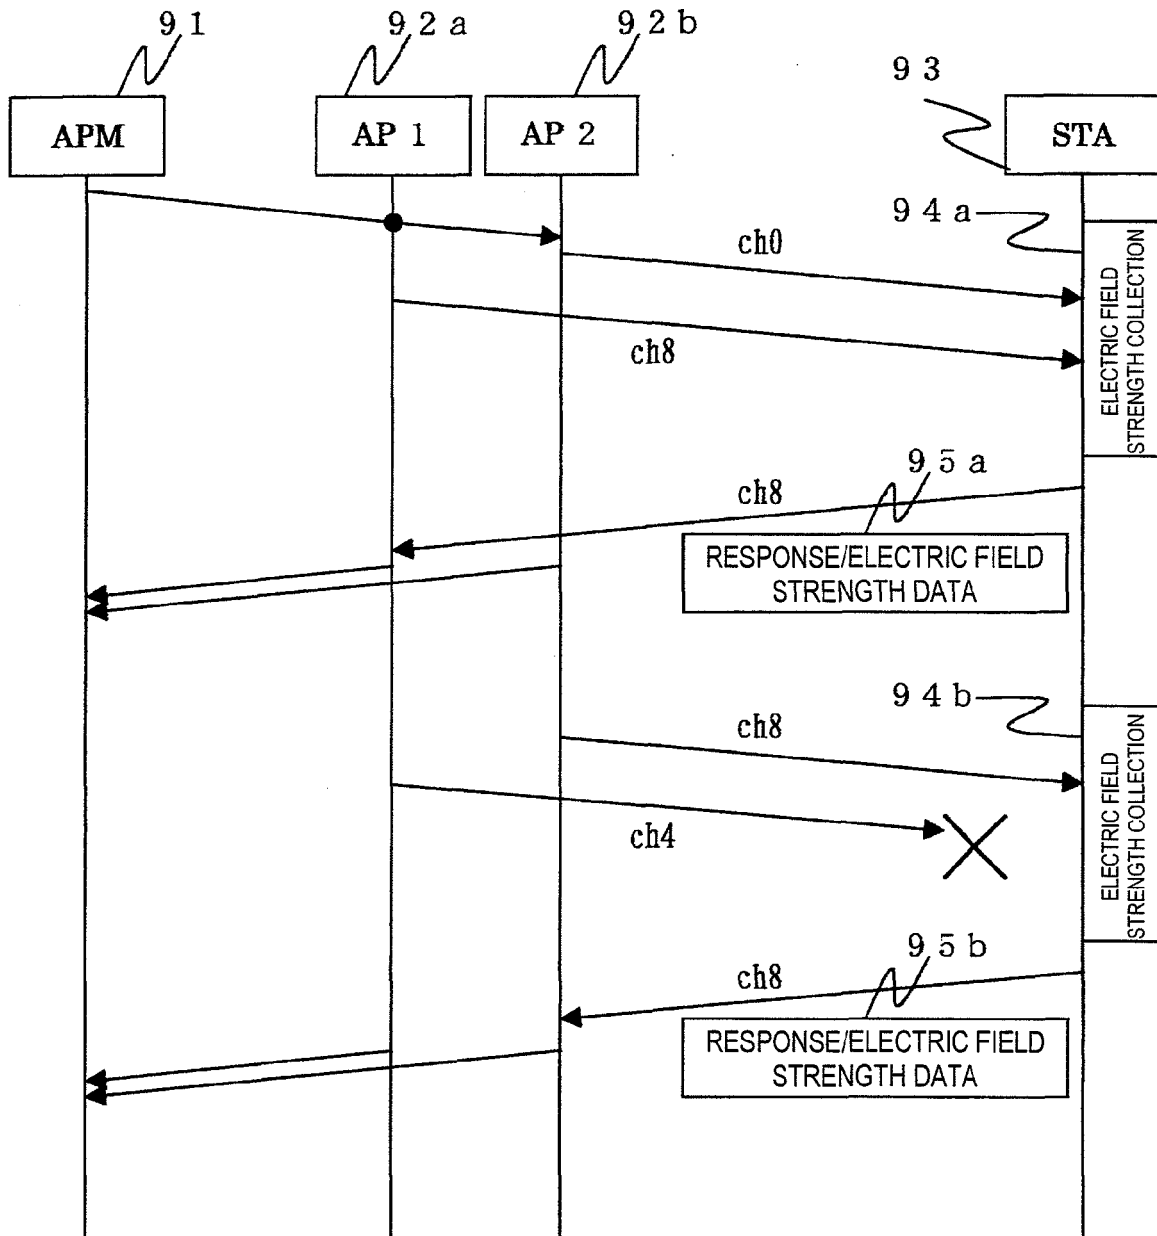 91
92a
92b
93
APM
AP 1
AP 2
STA
94a
ch0
ch8
ELECTRIC FIELD
STRENGTH COLLECTION
95a
ch8
RESPONSE/ELECTRIC FIELD
STRENGTH DATA
94b
ch8
ch4
ELECTRIC FIELD
STRENGTH COLLECTION
95b
ch8
RESPONSE/ELECTRIC FIELD
STRENGTH DATA